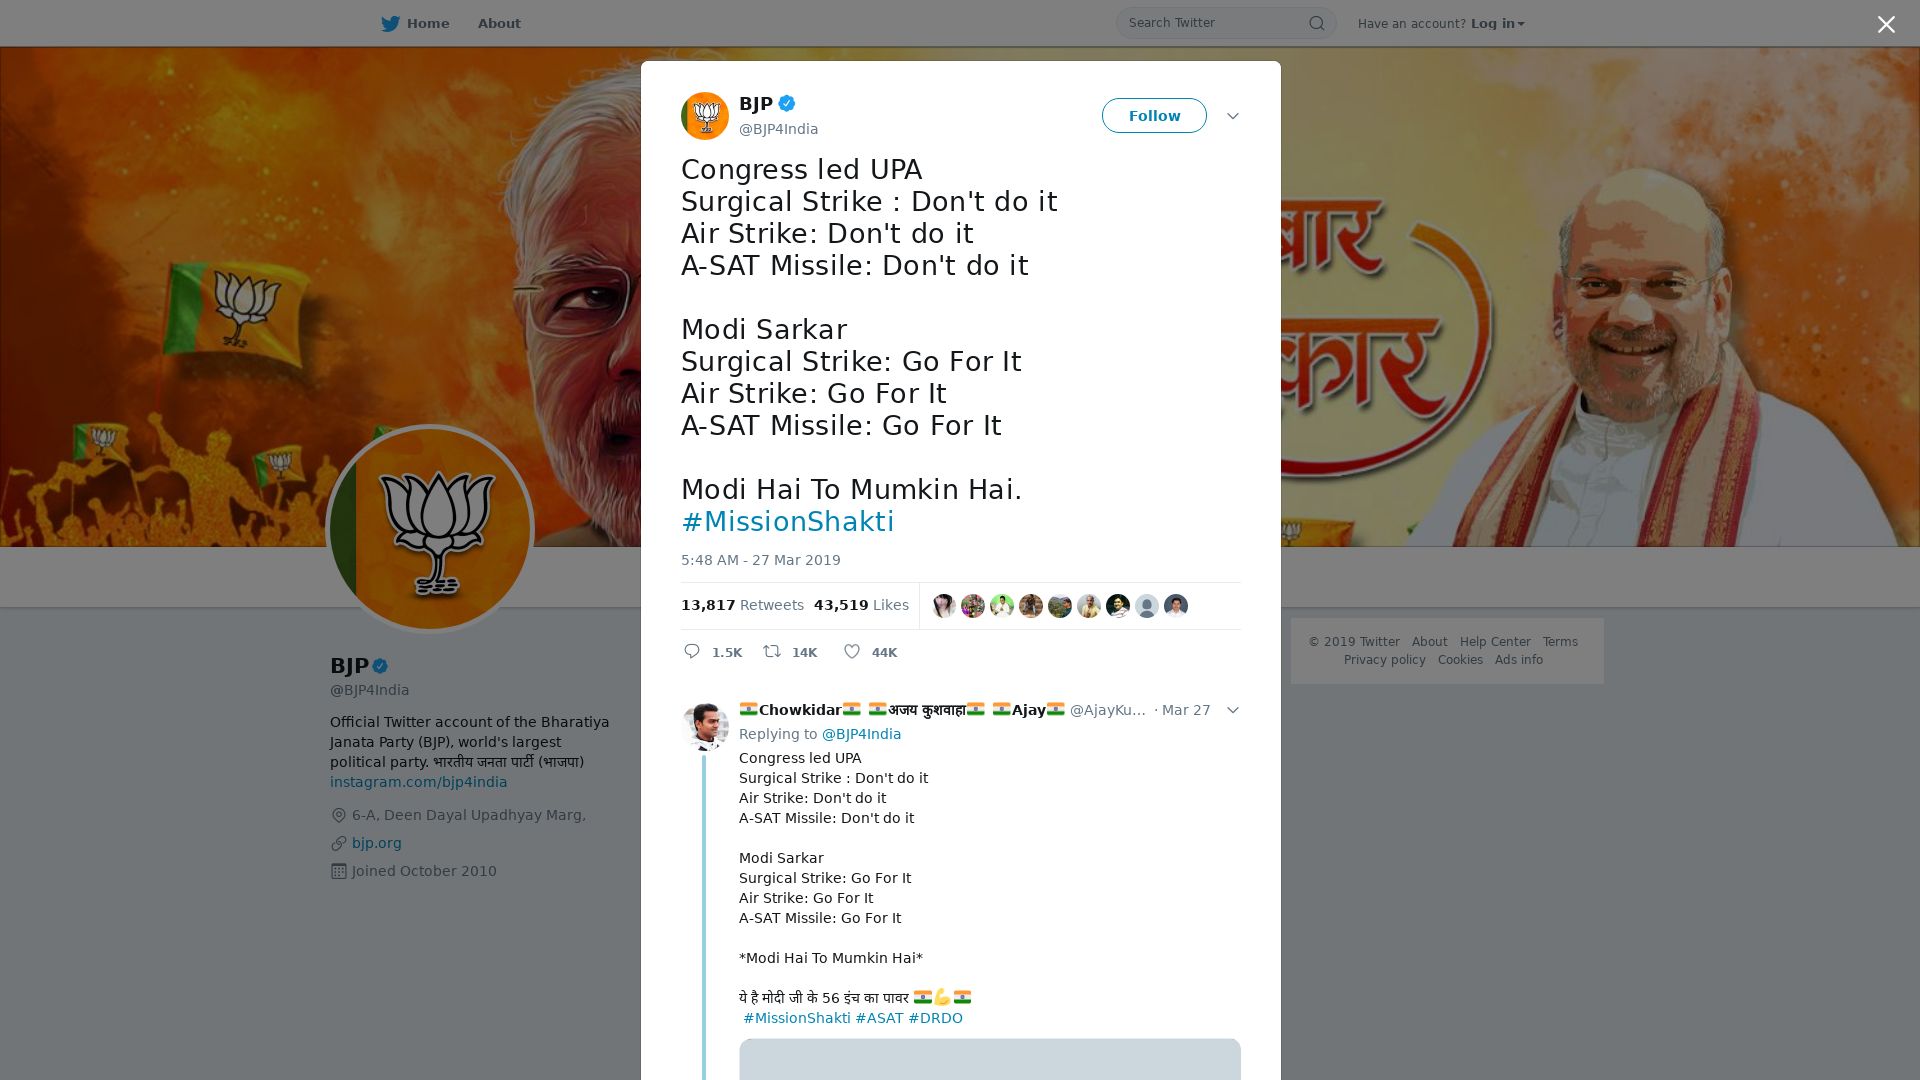 Home
About
Search Twitter
Have an account? Log in
BJP
@BJP4India
Follow
Congress led UPA
Surgical Strike : Don't do it
Air Strike: Don't do it
A-SAT Missile: Don't do it
Modi Sarkar
Surgical Strike: Go For It
Air Strike: Go For It
A-SAT Missile: Go For It
Modi Hai To Mumkin Hai.
#MissionShakti
5:48 AM - 27 Mar 2019
13,817 Retweets 43,519 Likes
1.5K 14K 44K
Chowkidar अजय कुशवाहा Ajay @AjayKu... · Mar 27
Replying to @BJP4India
Congress led UPA
Surgical Strike : Don't do it
Air Strike: Don't do it
A-SAT Missile: Don't do it
Modi Sarkar
Surgical Strike: Go For It
Air Strike: Go For It
A-SAT Missile: Go For It
*Modi Hai To Mumkin Hai*
ये है मोदी जी के 56 इंच का पावर
#MissionShakti #ASAT #DRDO
BJP
@BJP4India
Official Twitter account of the Bharatiya
Janata Party (BJP), world's largest
political party. भारतीय जनता पार्टी (भाजपा)
instagram.com/bjp4india
6-A, Deen Dayal Upadhyay Marg,
bjp.org
Joined October 2010
© 2019 Twitter About Help Center Terms
Privacy policy Cookies Ads info